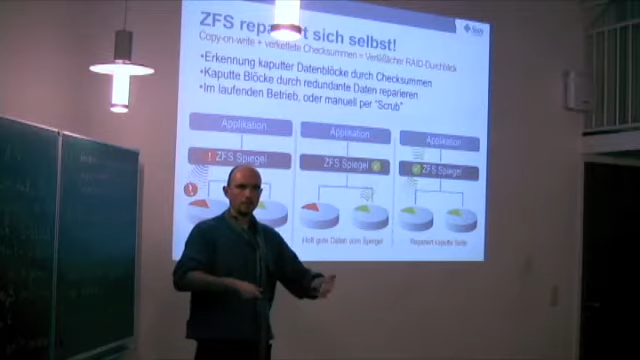 ZFS repariert sich selbst!
Copy-on-write + verkettete Checksummen = Verlässlicher RAID-Durchblick
•Erkennung kaputter Datenblöcke durch Checksummen
•Kaputte Blöcke durch redundante Daten reparieren
•Im laufenden Betrieb, oder manuell per "Scrub"
Applikation
Applikation
Applikation
ZFS Spiegel
ZFS Spiegel
ZFS Spiegel
Holt gute Daten vom Spiegel
Repariert kaputte Seite
Sun